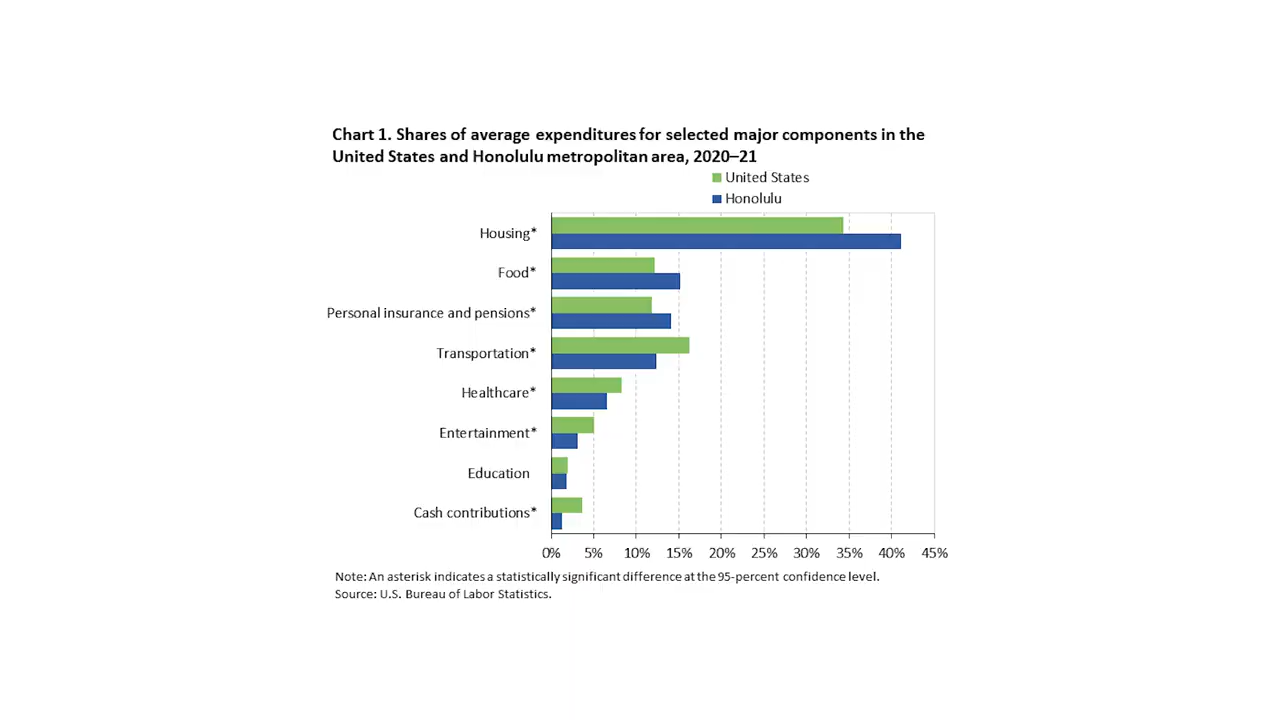 Chart 1. Shares of average expenditures for selected major components in the
United States and Honolulu metropolitan area, 2020–21
United States
Honolulu
Housing*
Food*
Personal insurance and pensions*
Transportation*
Healthcare*
Entertainment*
Education
Cash contributions*
0% 5% 10% 15% 20% 25% 30% 35% 40% 45%
Note: An asterisk indicates a statistically significant difference at the 95-percent confidence level.
Source: U.S. Bureau of Labor Statistics.